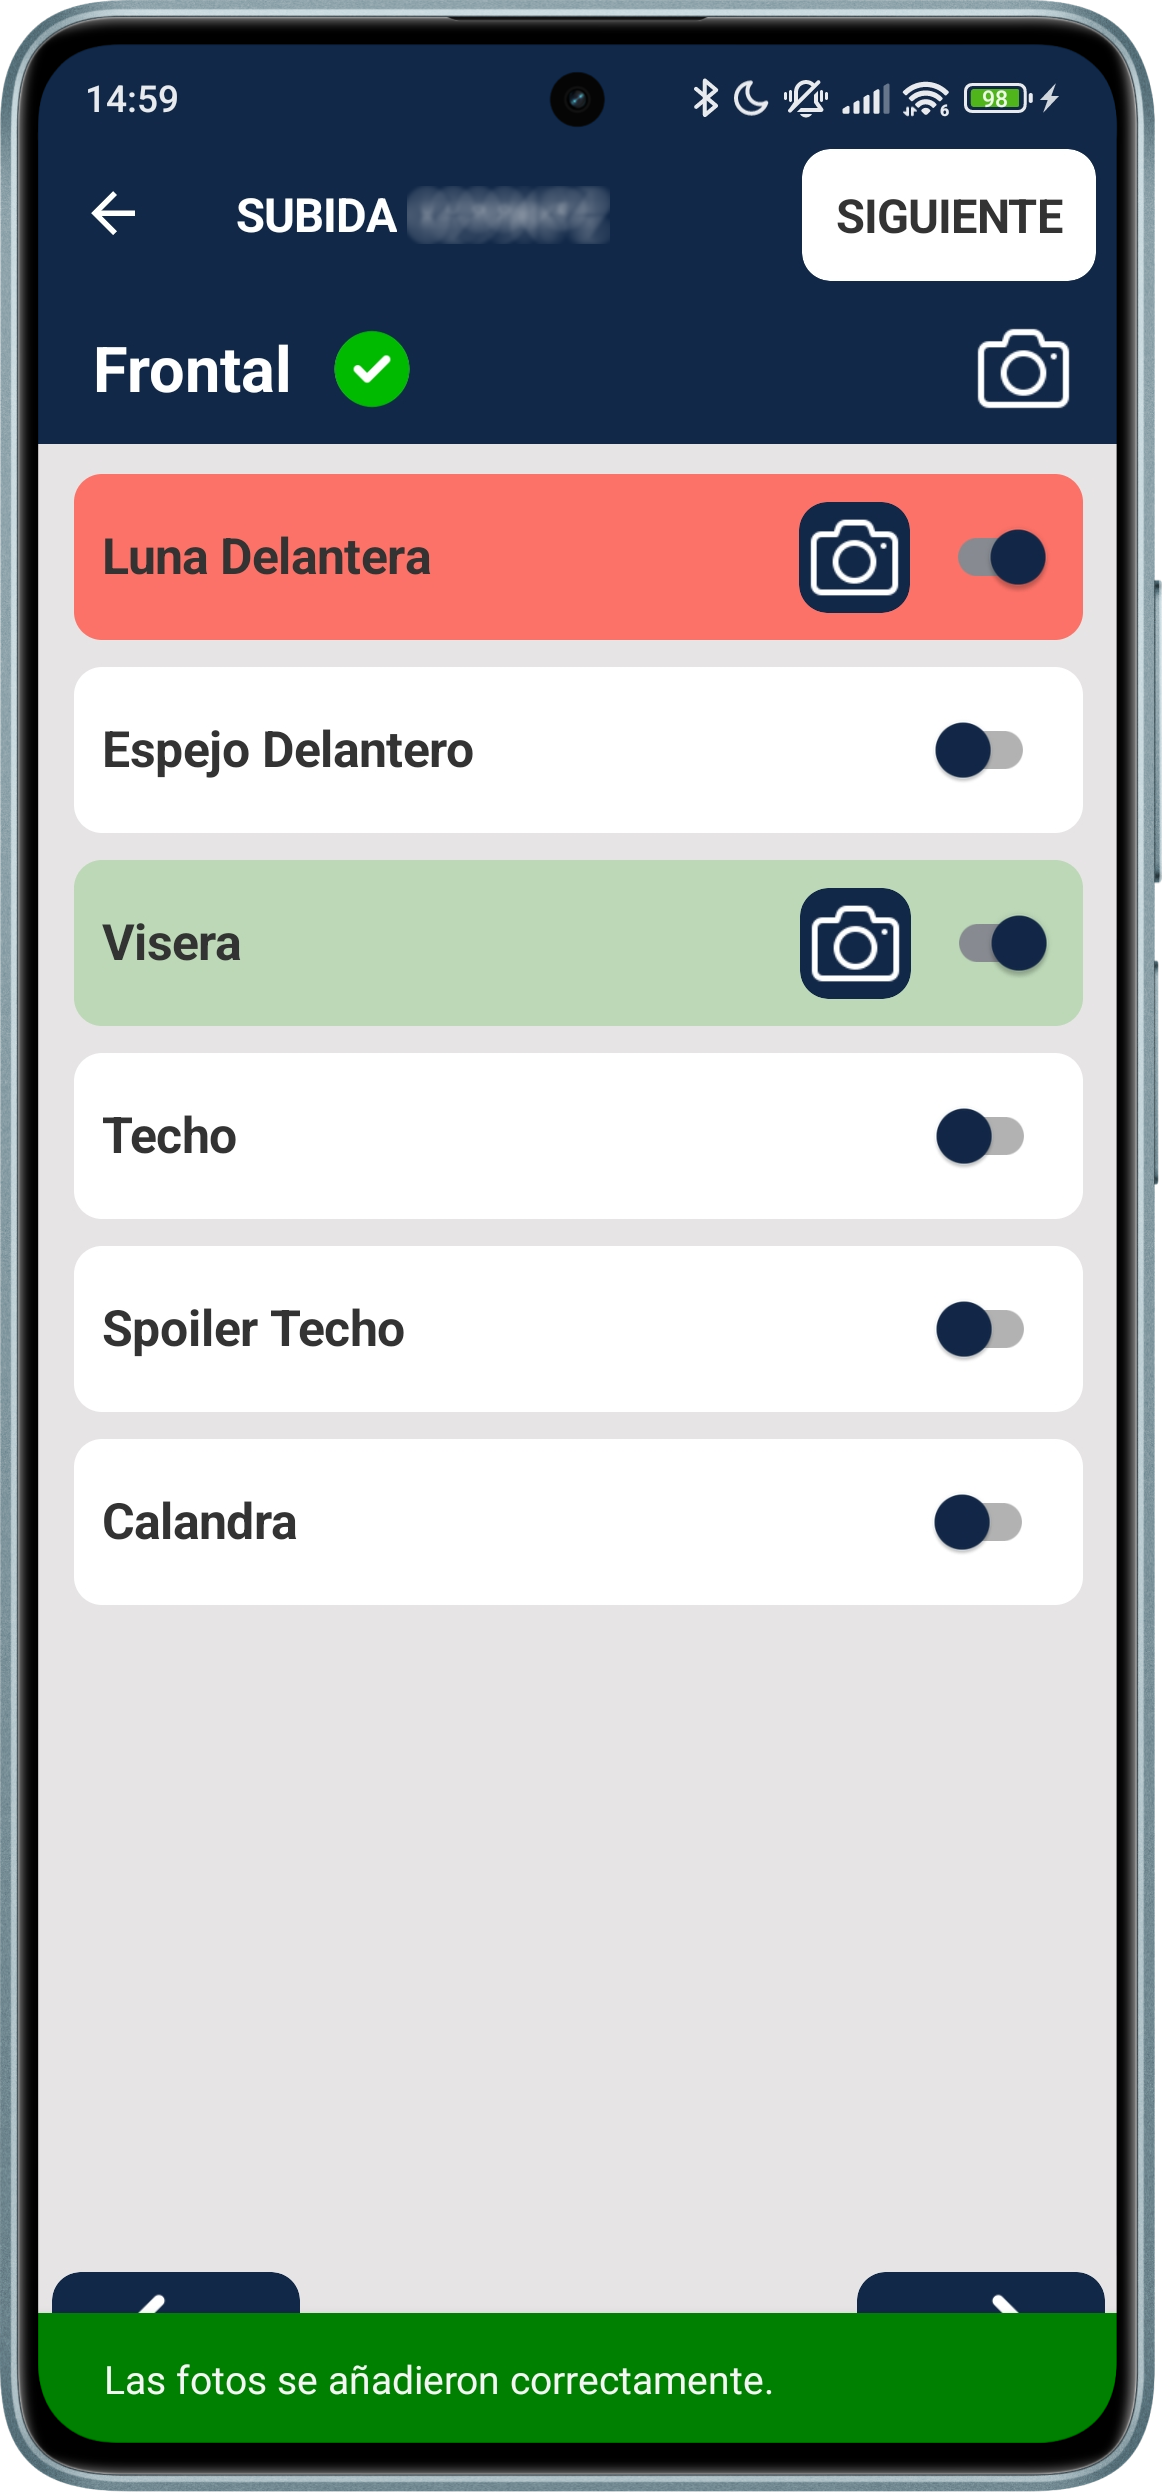 14:59
6
98
SUBIDA
SIGUIENTE
Frontal
Luna Delantera
Espejo Delantero
Visera
Techo
Spoiler Techo
Calandra
Las fotos se añadieron correctamente.